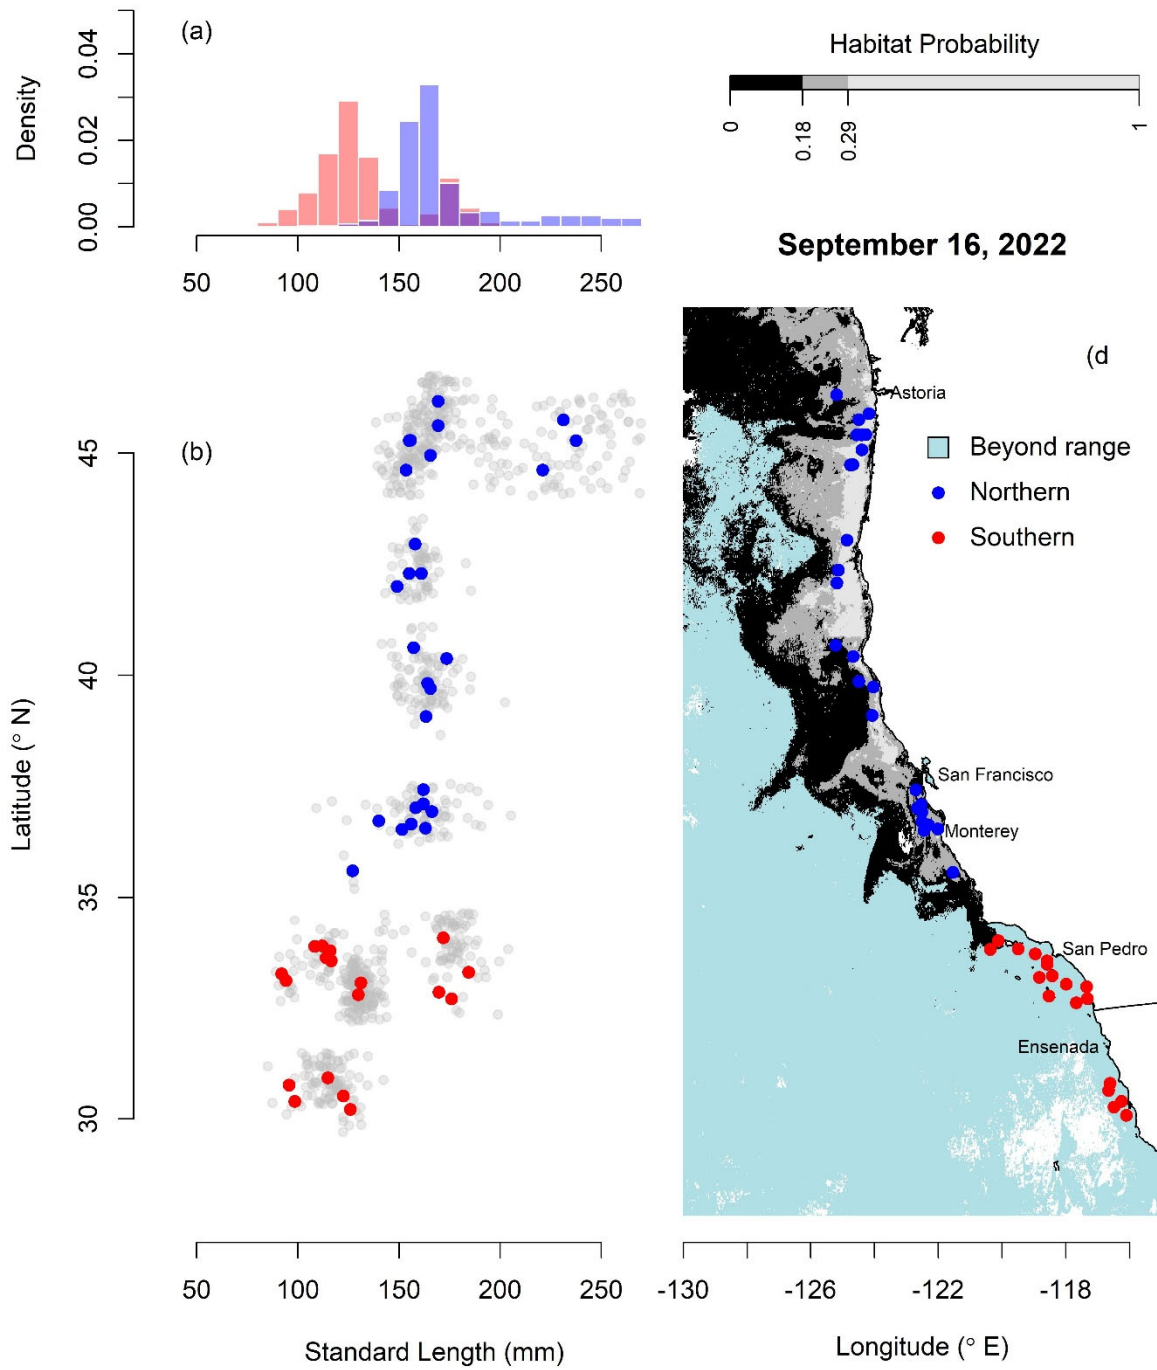 (a)
Density
0.00
0.02
0.04
50
100
150
200
250
Habitat Probability
0
0.18
0.29
1
September 16, 2022
(b)
Latitude (° N)
45
40
35
30
50
100
150
200
250
Standard Length (mm)
(d
Astoria
Beyond range
Northern
Southern
San Francisco
Monterey
San Pedro
Ensenada
-130
-126
-122
-118
Longitude (° E)